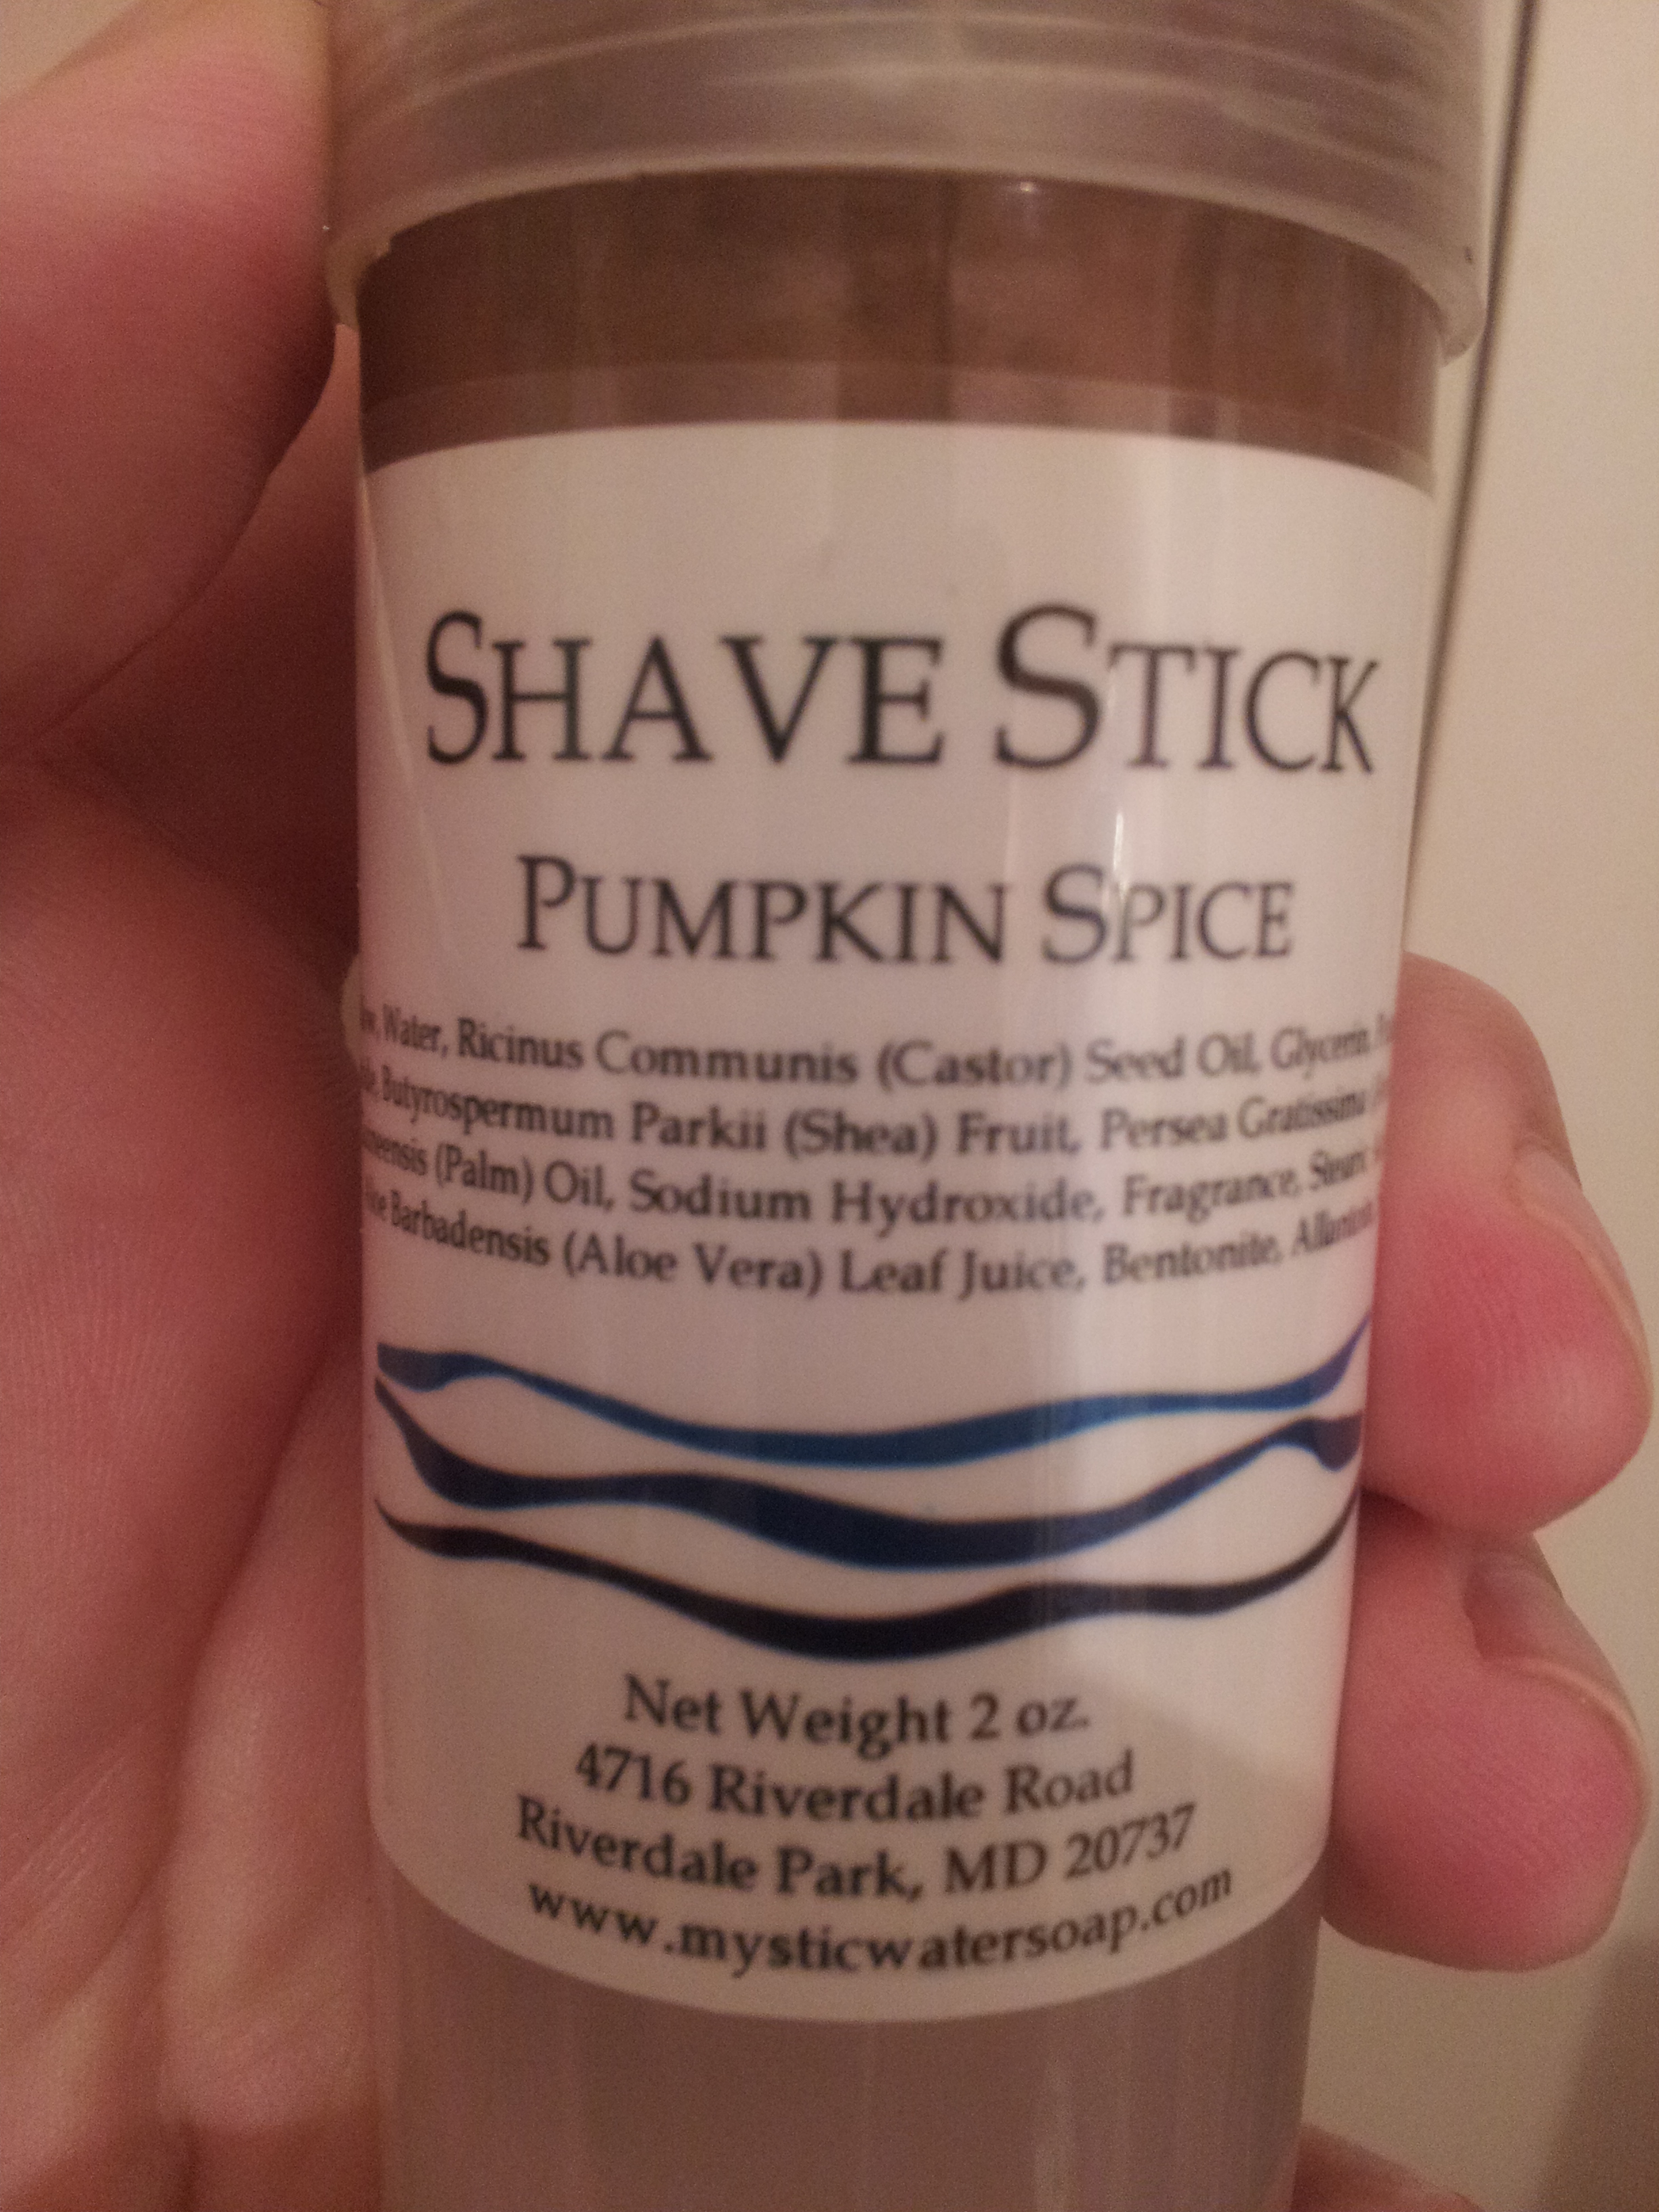 SHAVE STICK
PUMPKIN SPICE
Water, Ricinus Communis (Castor) Seed Oil, Glycerin,
Butyrospermum Parkii (Shea) Fruit, Persea Gratissima
(Palm) Oil, Sodium Hydroxide, Fragrance,
Barbadensis (Aloe Vera) Leaf Juice, Bentonite,
Net Weight 2 oz.
4716 Riverdale Road
Riverdale Park, MD 20737
www.mysticwatersoap.com